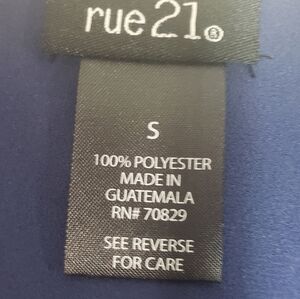 rue21®
S
100% POLYESTER
MADE IN
GUATEMALA
RN# 70829
SEE REVERSE
FOR CARE